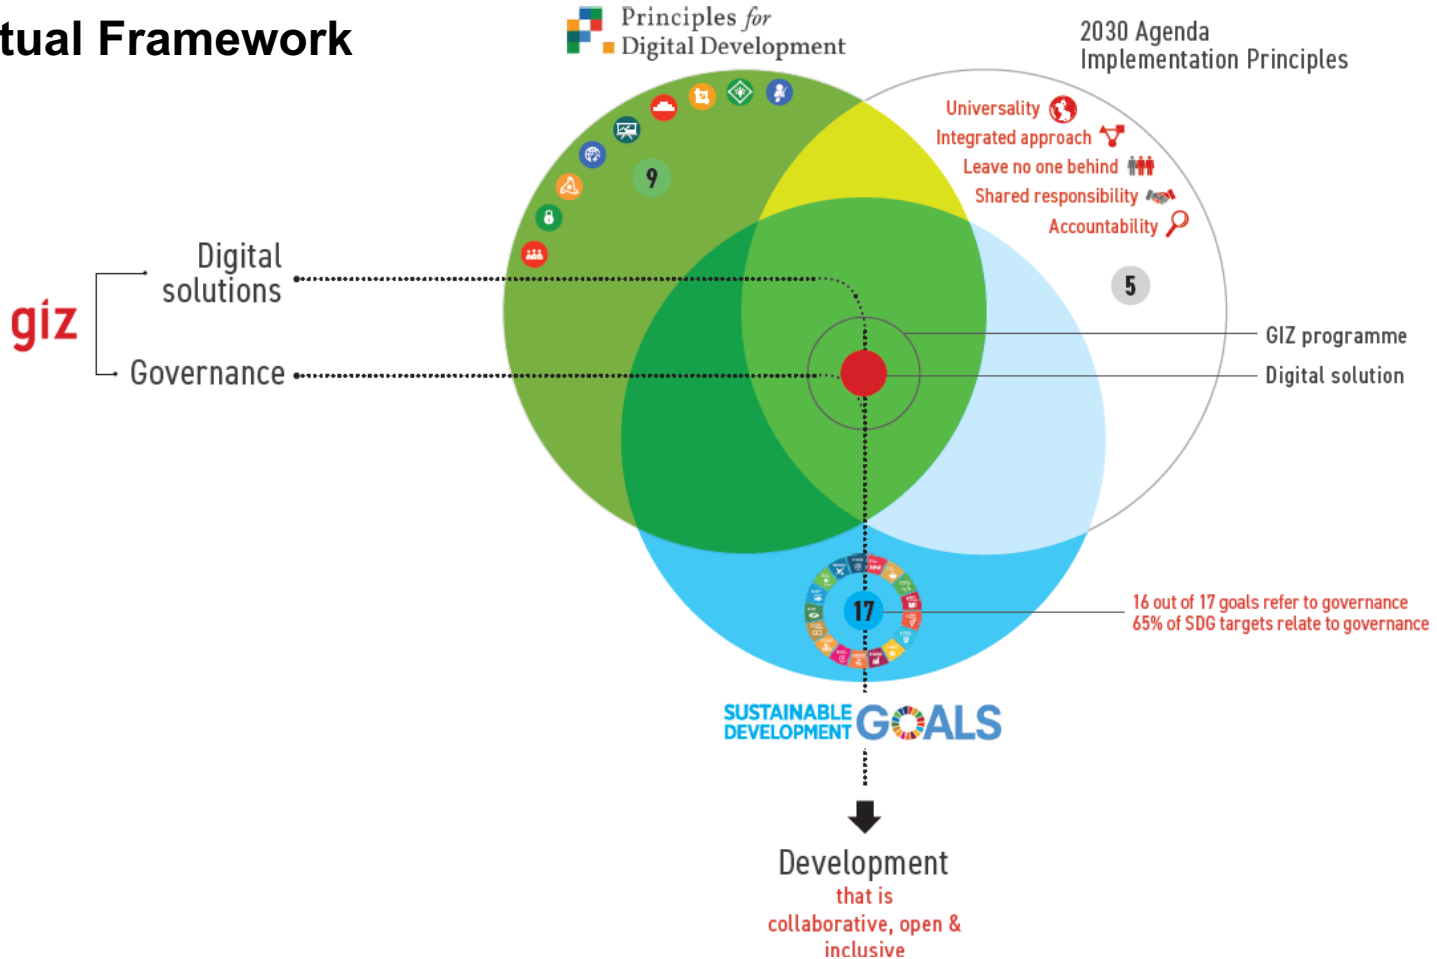 tual Framework
Principles for
Digital Development
2030 Agenda
Implementation Principles
Universality
Integrated approach
Leave no one behind
Shared responsibility
Accountability
9
5
Digital
solutions
giz
Governance
GIZ programme
Digital solution
17
16 out of 17 goals refer to governance
65% of SDG targets relate to governance
SUSTAINABLE
DEVELOPMENT
GOALS
Development
that is
collaborative, open &
inclusive